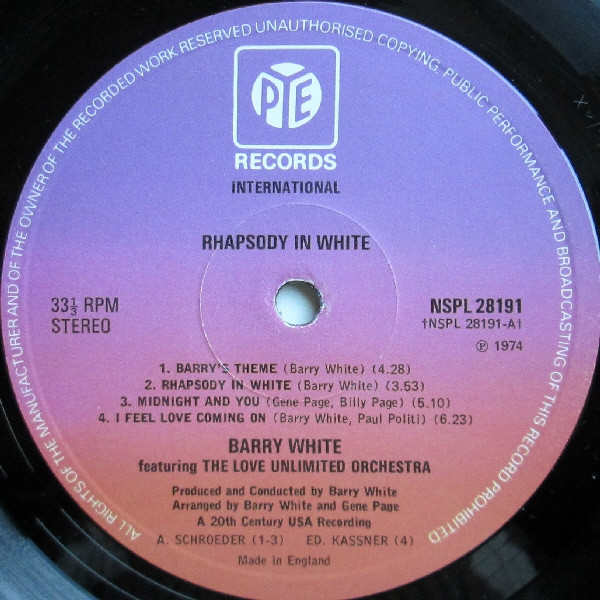 ALL RIGHTS OF THE MANUFACTURER AND OF THE OWNER OF THE RECORDED WORK RESERVED UNAUTHORISED COPYING, PUBLIC PERFORMANCE AND BROADCASTING OF THIS RECORD PROHIBITED
PYE
RECORDS
INTERNATIONAL
RHAPSODY IN WHITE
33⅓ RPM
STEREO
NSPL 28191
†NSPL 28191-A†
℗ 1974
1. BARRY'S THEME (Barry White) (4.28)
2. RHAPSODY IN WHITE (Barry White) (3.53)
3. MIDNIGHT AND YOU (Gene Page, Billy Page) (5.10)
4. I FEEL LOVE COMING ON (Barry White, Paul Politi) (6.23)
BARRY WHITE
featuring THE LOVE UNLIMITED ORCHESTRA
Produced and Conducted by Barry White
Arranged by Barry White and Gene Page
A 20th Century USA Recording
A. SCHROEDER (1-3) ED. KASSNER (4)
Made in England